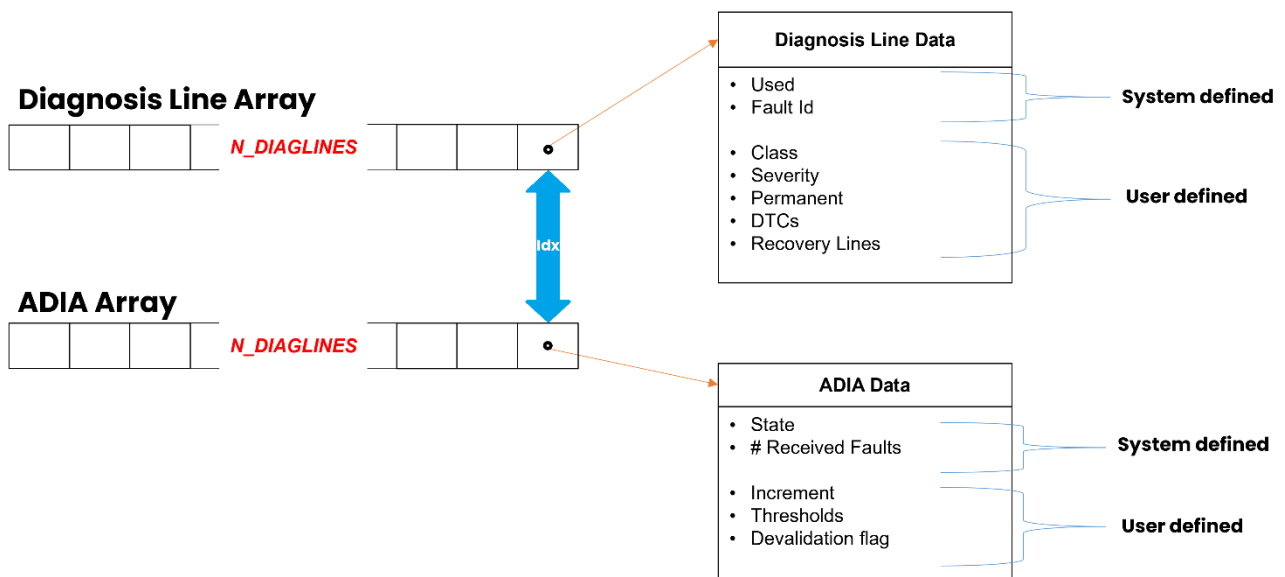 Diagnosis Line Array
N_DIAGLINES
Idx
ADIA Array
N_DIAGLINES
Diagnosis Line Data
• Used
• Fault Id
System defined
• Class
• Severity
• Permanent
• DTCs
• Recovery Lines
User defined
ADIA Data
• State
• # Received Faults
System defined
• Increment
• Thresholds
• Devalidation flag
User defined